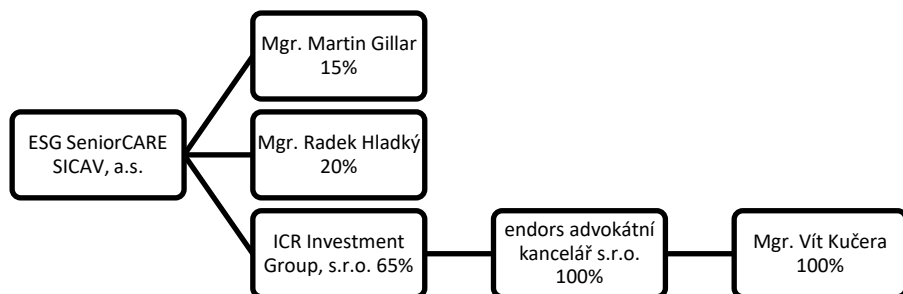 Mgr. Martin Gillar
15%
ESG SeniorCARE
SICAV, a.s.
Mgr. Radek Hladký
20%
ICR Investment
Group, s.r.o. 65%
endors advokátní
kancelář s.r.o.
100%
Mgr. Vít Kučera
100%